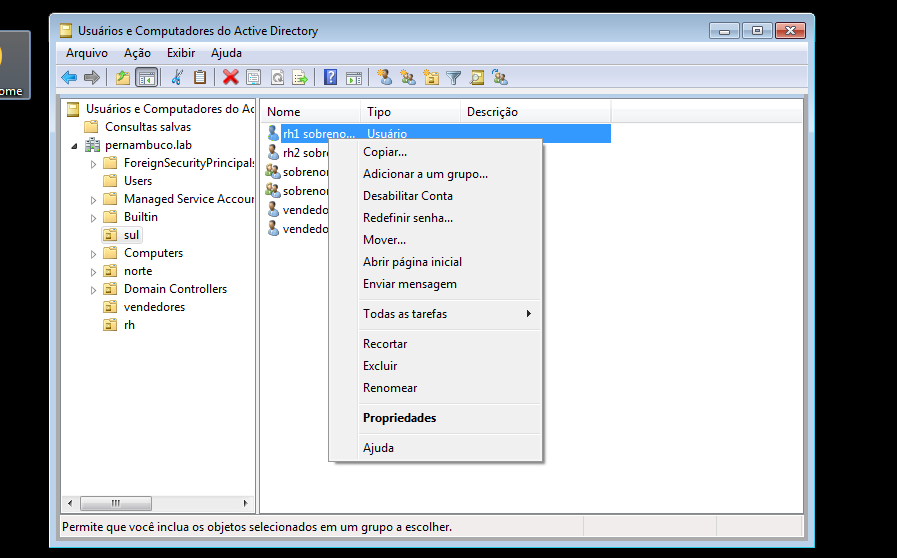 Usuários e Computadores do Active Directory
Arquivo Ação Exibir Ajuda
ome
Usuários e Computadores do Ac
Consultas salvas
pernambuco.lab
ForeignSecurityPrincipals
Users
Managed Service Accour
Builtin
sul
Computers
norte
Domain Controllers
vendedores
rh
Nome Tipo Descrição
rh1 sobreno... Usuário
rh2 sobre
sobrenor
sobrenor
vendedo
vendedo
Copiar...
Adicionar a um grupo...
Desabilitar Conta
Redefinir senha...
Mover...
Abrir página inicial
Enviar mensagem
Todas as tarefas
Recortar
Excluir
Renomear
Propriedades
Ajuda
Permite que você inclua os objetos selecionados em um grupo a escolher.